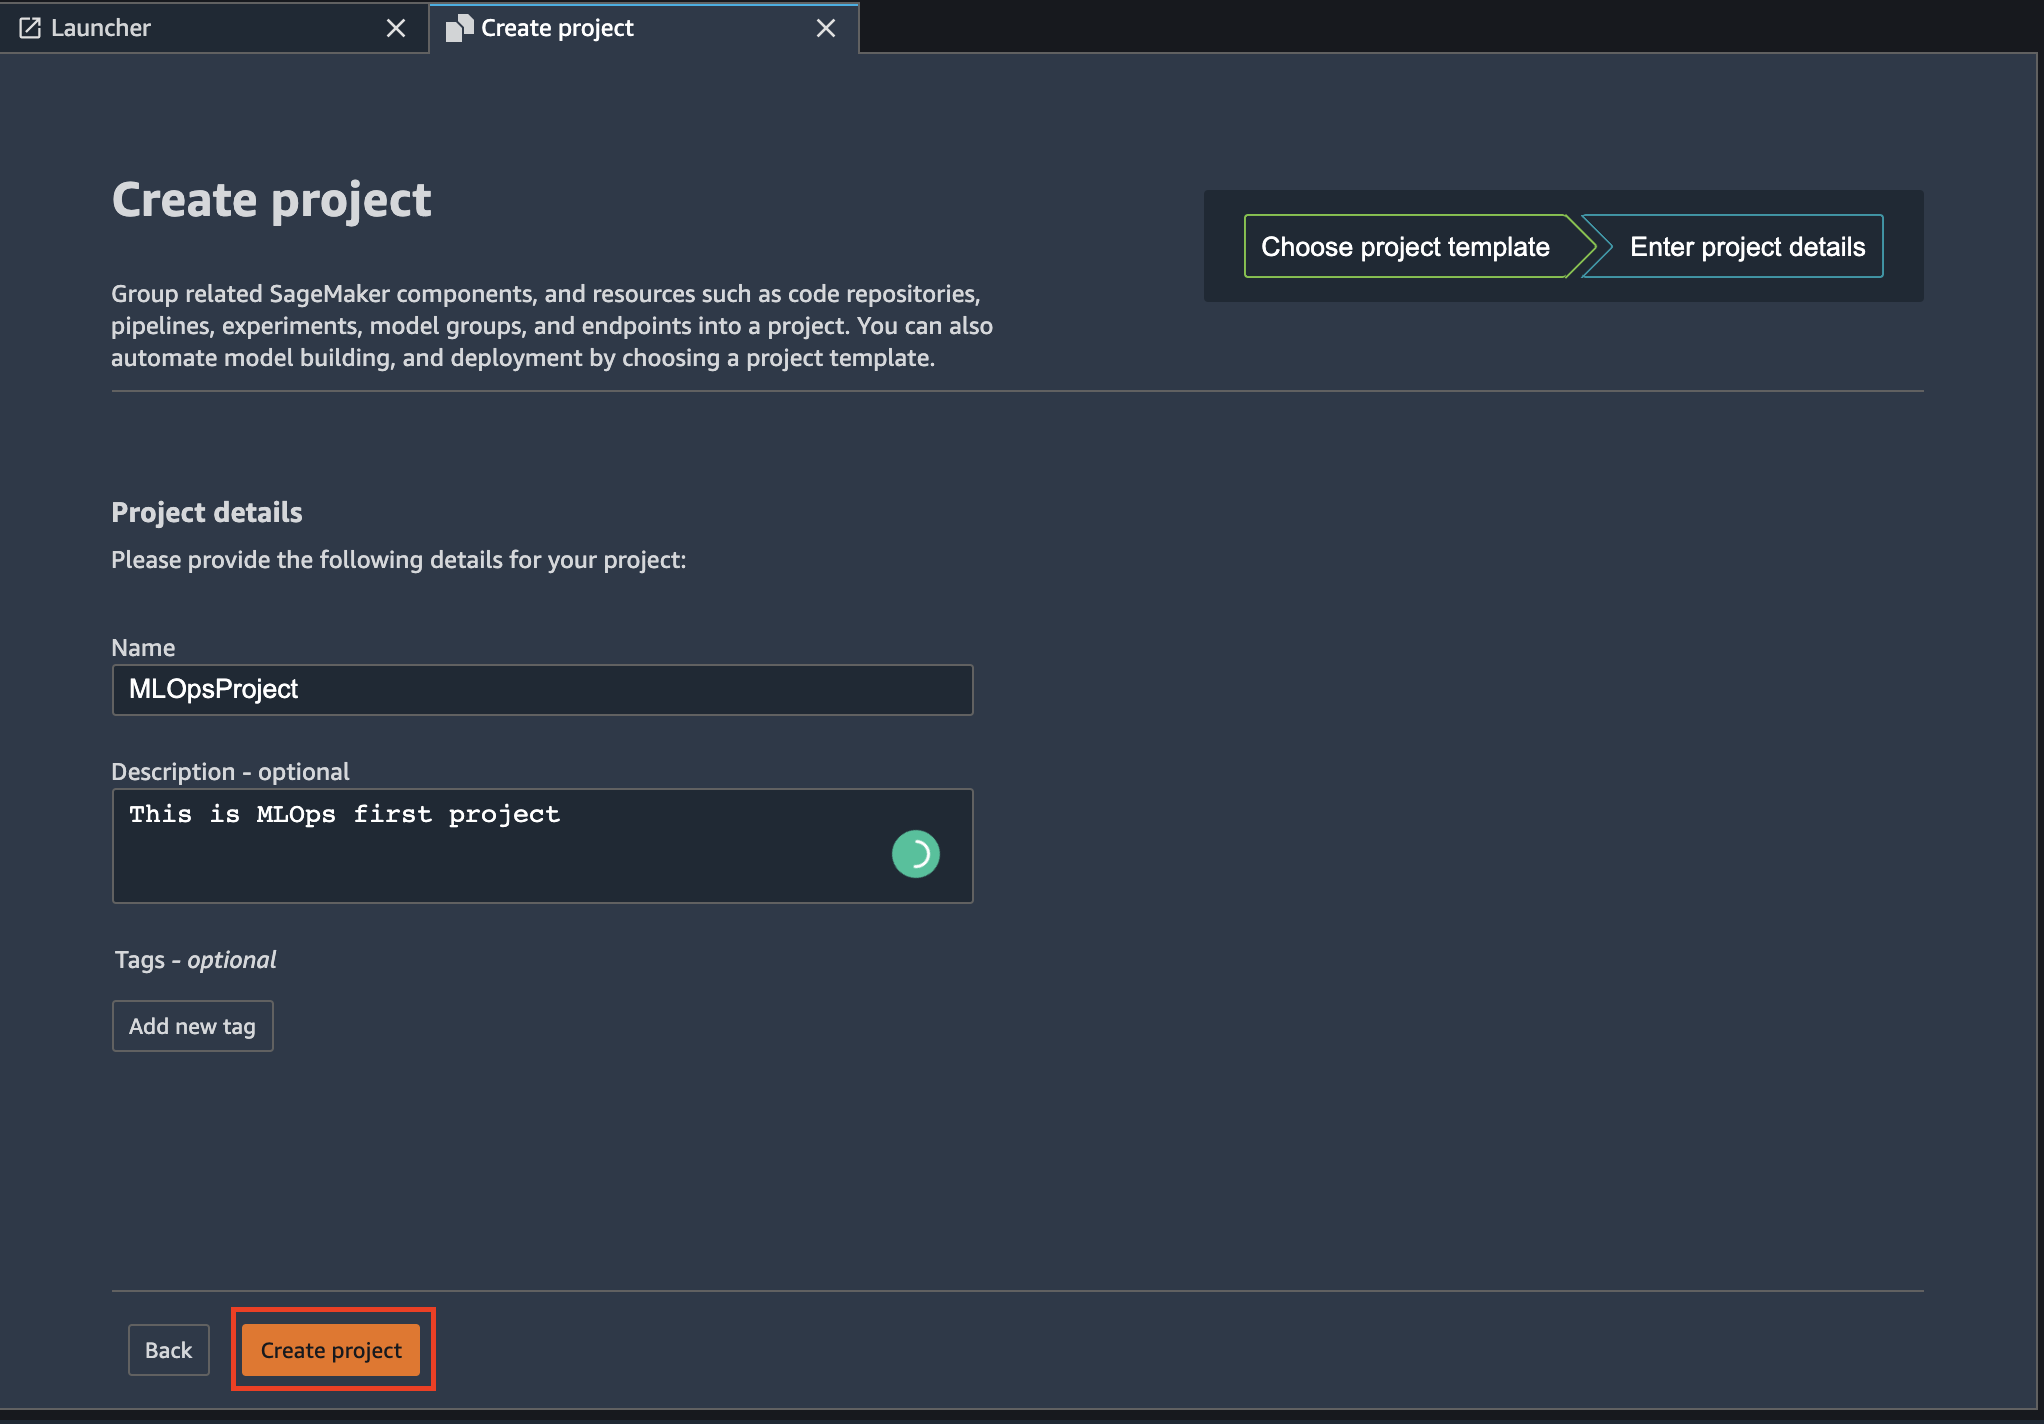 Launcher
Create project
Create project
Choose project template
Enter project details
Group related SageMaker components, and resources such as code repositories,
pipelines, experiments, model groups, and endpoints into a project. You can also
automate model building, and deployment by choosing a project template.
Project details
Please provide the following details for your project:
Name
MLOpsProject
Description - optional
This is MLOps first project
Tags - optional
Add new tag
Back
Create project